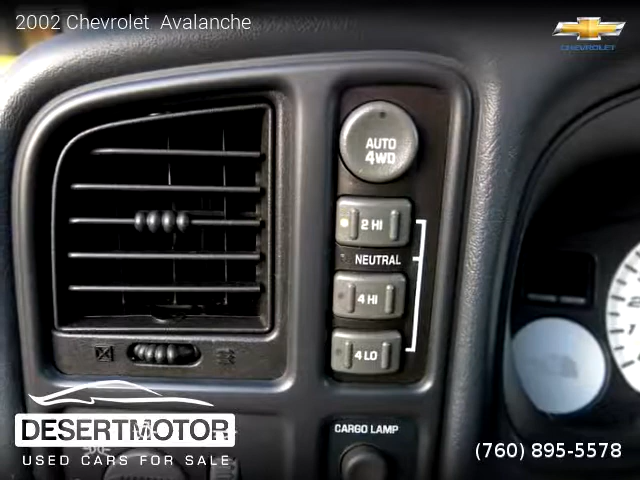 2002 Chevrolet Avalanche
CHEVROLET
AUTO
4WD
2 HI
NEUTRAL
4 HI
4 LO
CARGO LAMP
DESERTMOTOR
USED CARS FOR SALE
(760) 895-5578